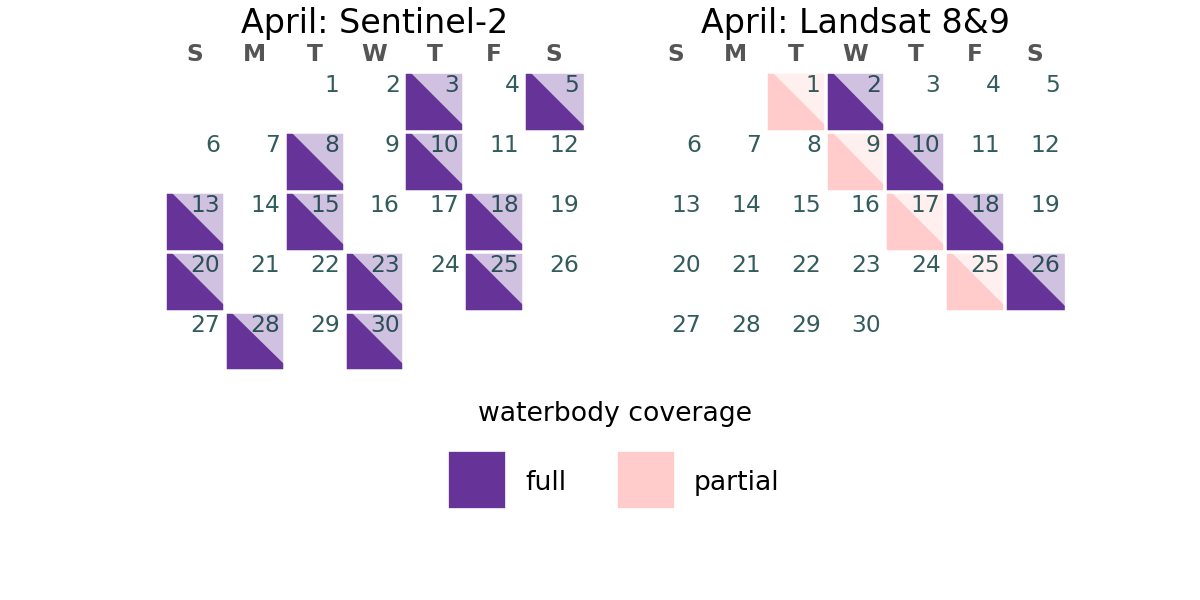 April: Sentinel-2
S M T W T F S
1 2 3 4 5
6 7 8 9 10 11 12
13 14 15 16 17 18 19
20 21 22 23 24 25 26
27 28 29 30
April: Landsat 8&9
S M T W T F S
1 2 3 4 5
6 7 8 9 10 11 12
13 14 15 16 17 18 19
20 21 22 23 24 25 26
27 28 29 30
waterbody coverage
full partial